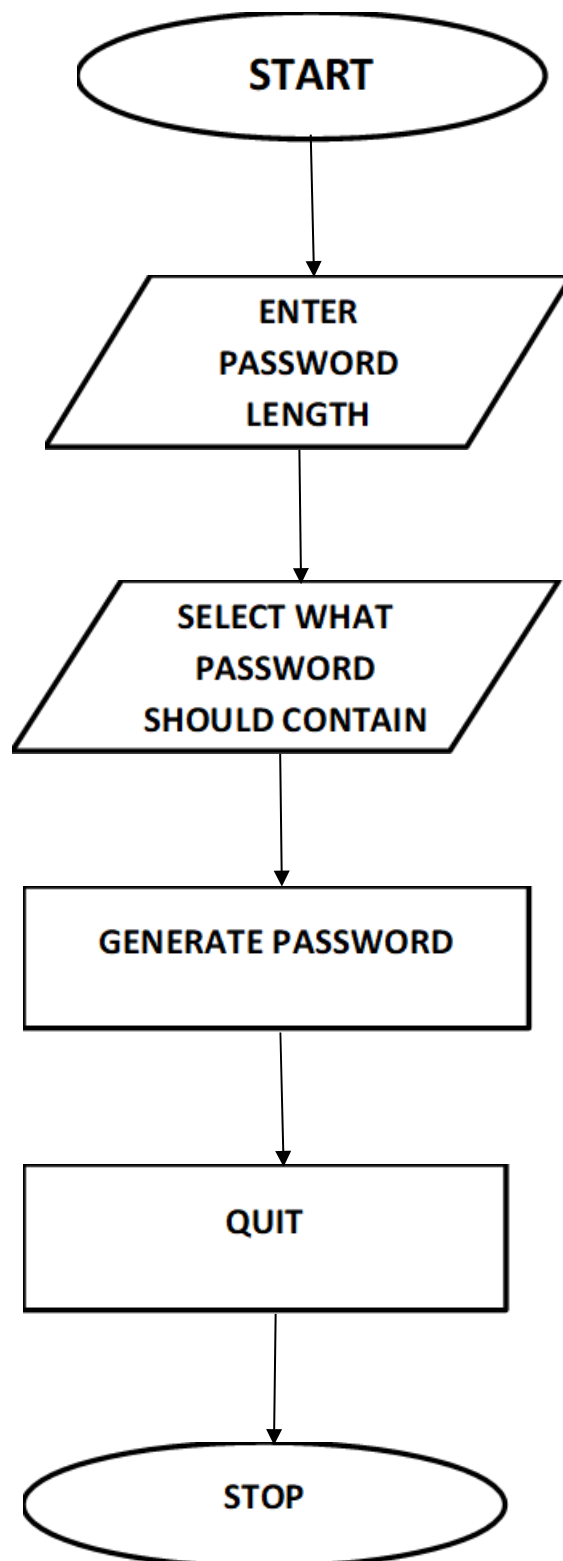 START
ENTER
PASSWORD
LENGTH
SELECT WHAT
PASSWORD
SHOULD CONTAIN
GENERATE PASSWORD
QUIT
STOP